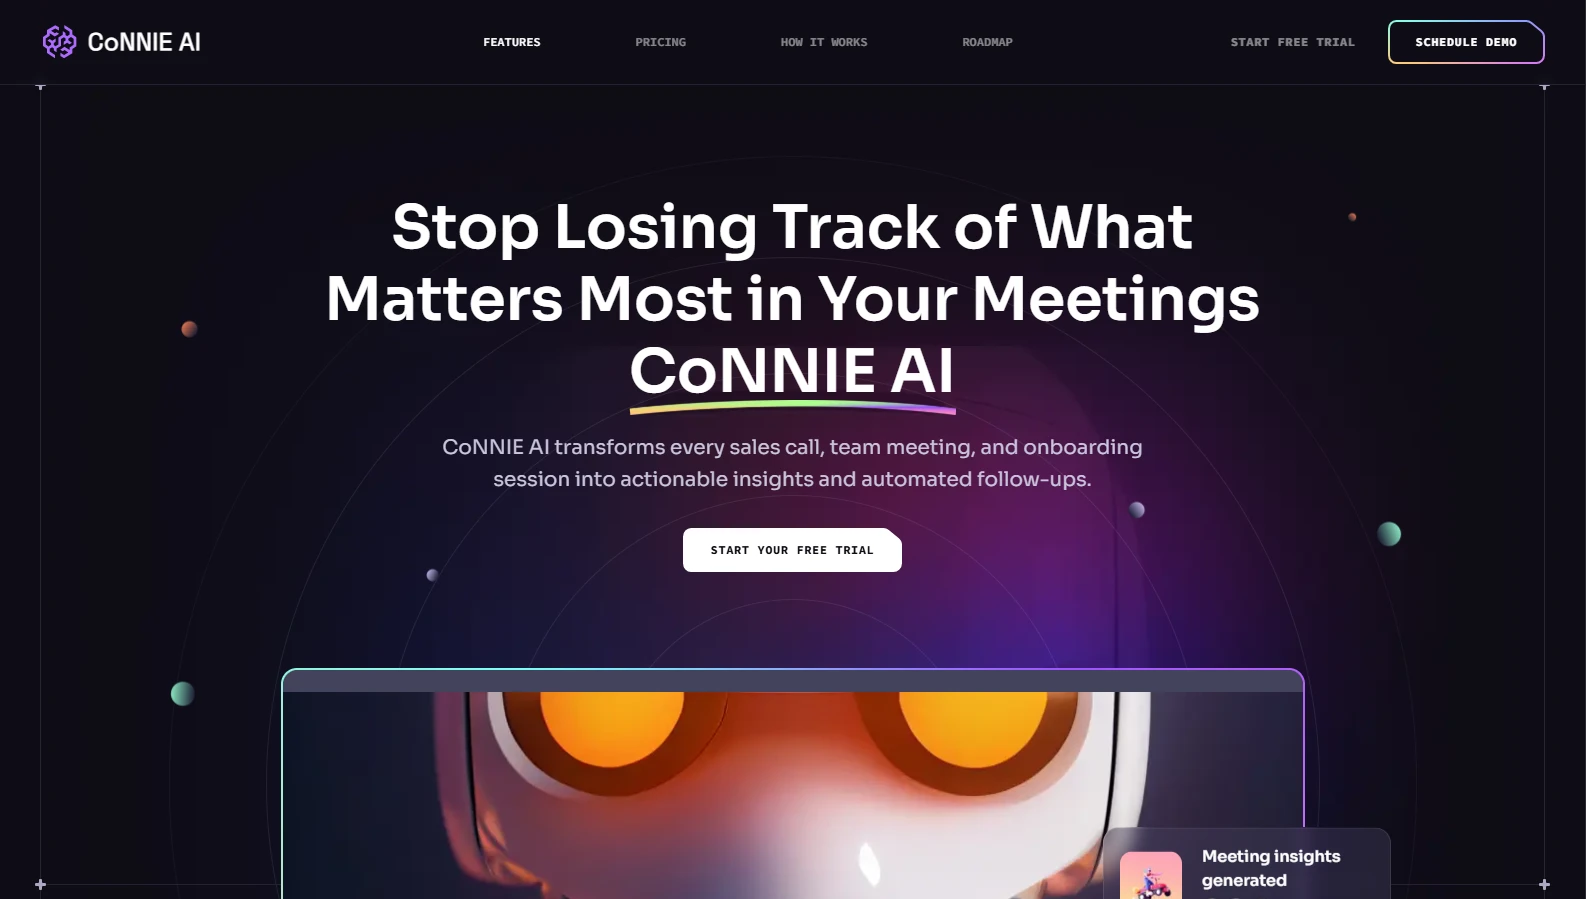 CoNNIE AI
FEATURES
PRICING
HOW IT WORKS
ROADMAP
START FREE TRIAL
SCHEDULE DEMO
Stop Losing Track of What
Matters Most in Your Meetings
CoNNIE AI
CoNNIE AI transforms every sales call, team meeting, and onboarding
session into actionable insights and automated follow-ups.
START YOUR FREE TRIAL
Meeting insights
generated